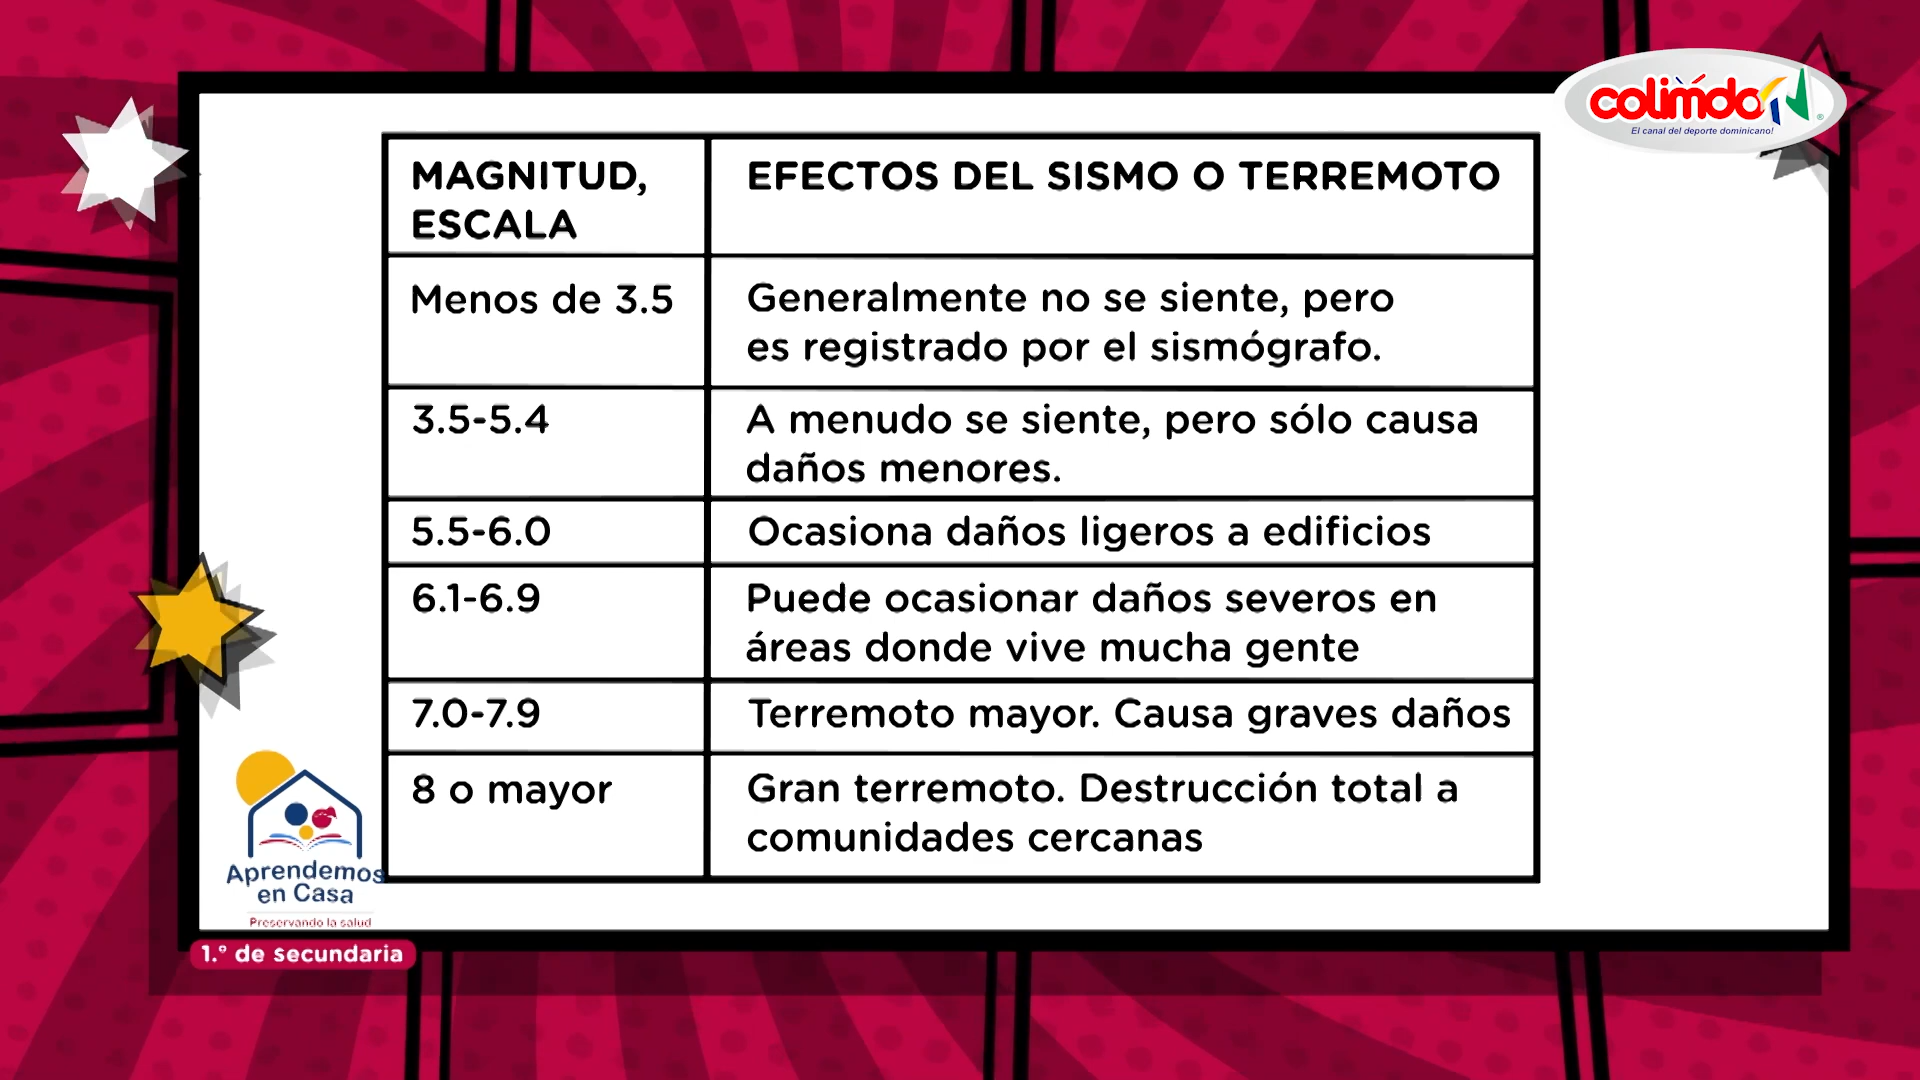 colimdo
El canal del deporte dominicano!
MAGNITUD,
ESCALA
EFECTOS DEL SISMO O TERREMOTO
Menos de 3.5
Generalmente no se siente, pero
es registrado por el sismógrafo.
3.5-5.4
A menudo se siente, pero sólo causa
daños menores.
5.5-6.0
Ocasiona daños ligeros a edificios
6.1-6.9
Puede ocasionar daños severos en
áreas donde vive mucha gente
7.0-7.9
Terremoto mayor. Causa graves daños
8 o mayor
Gran terremoto. Destrucción total a
comunidades cercanas
Aprendemos
en Casa
Preservando la salud
1.° de secundaria